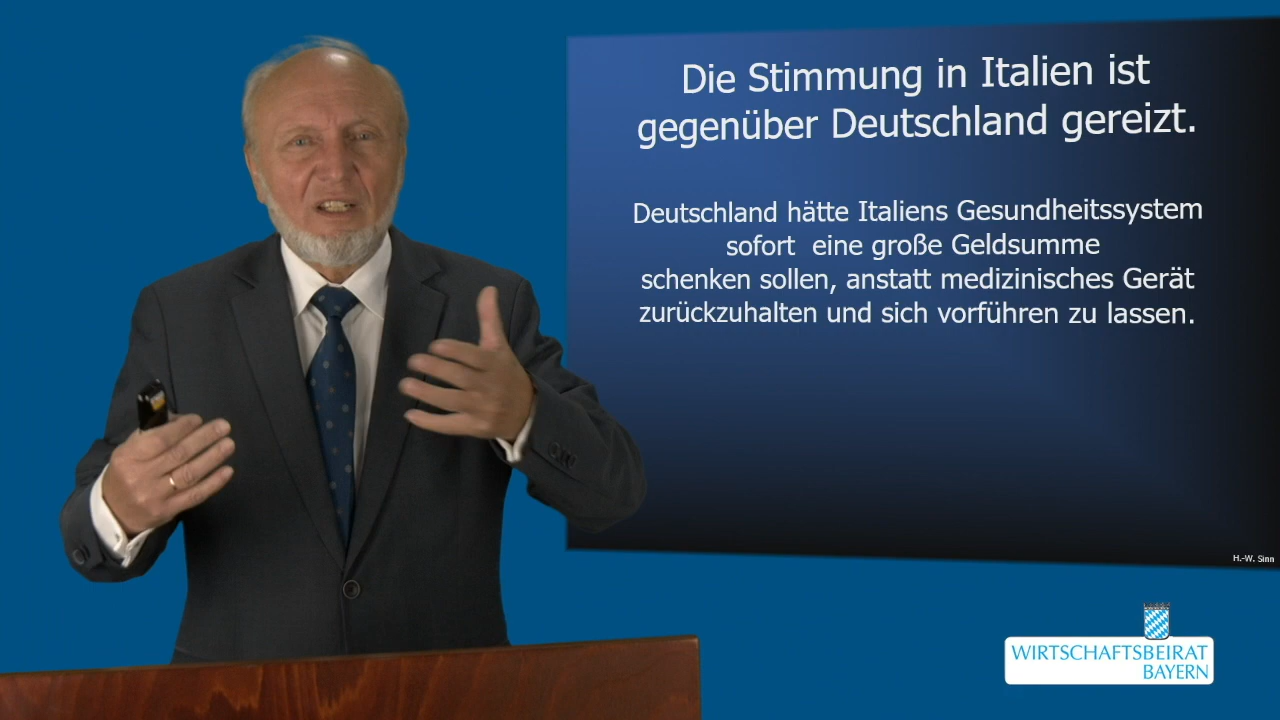 Die Stimmung in Italien ist
gegenüber Deutschland gereizt.
Deutschland hätte Italiens Gesundheitssystem
sofort eine große Geldsumme
schenken sollen, anstatt medizinisches Gerät
zurückzuhalten und sich vorführen zu lassen.
H.-W. Sinn
WIRTSCHAFTSBEIRAT
BAYERN